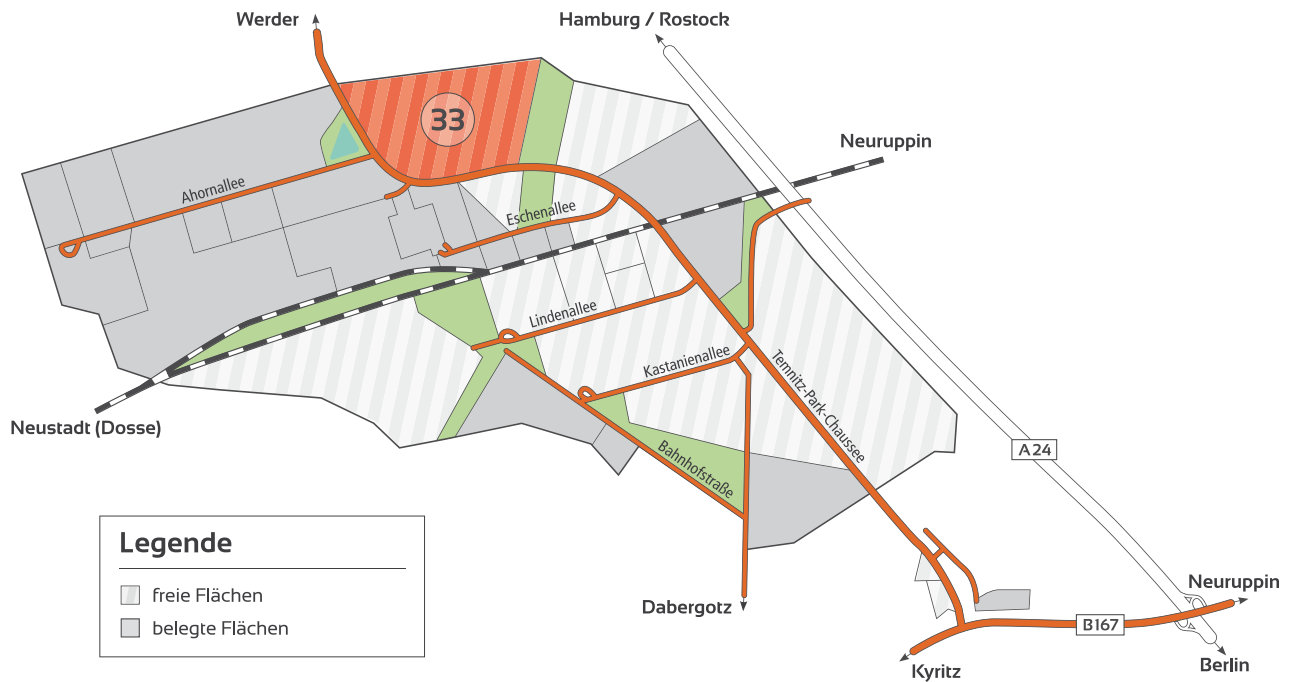 Werder
Hamburg / Rostock
33
Neuruppin
Ahornallee
Eschenallee
Lindenallee
Kastanienallee
Temnitz-Park-Chaussee
Neustadt (Dosse)
Bahnhofstraße
A 24
Legende
freie Flächen
belegte Flächen
Dabergotz
Neuruppin
B167
Kyritz
Berlin